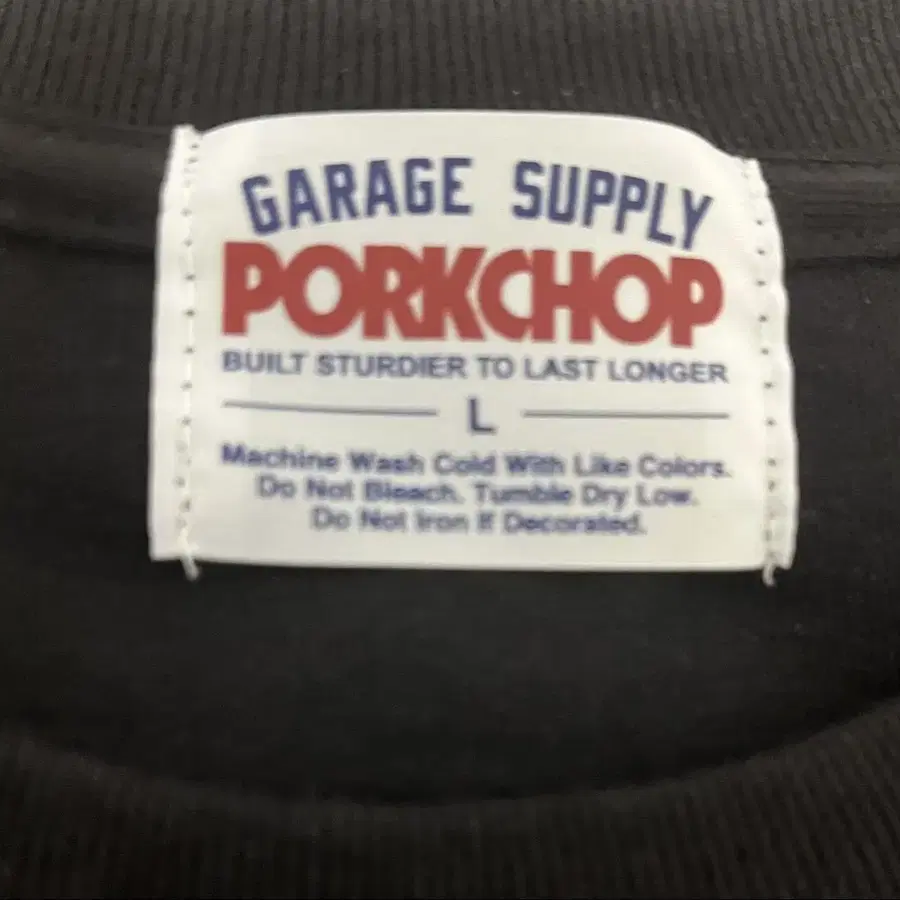 GARAGE SUPPLY
PORKCHOP
BUILT STURDIER TO LAST LONGER
L
Machine Wash Cold With Like Colors.
Do Not Bleach. Tumble Dry Low.
Do Not Iron If Decorated.